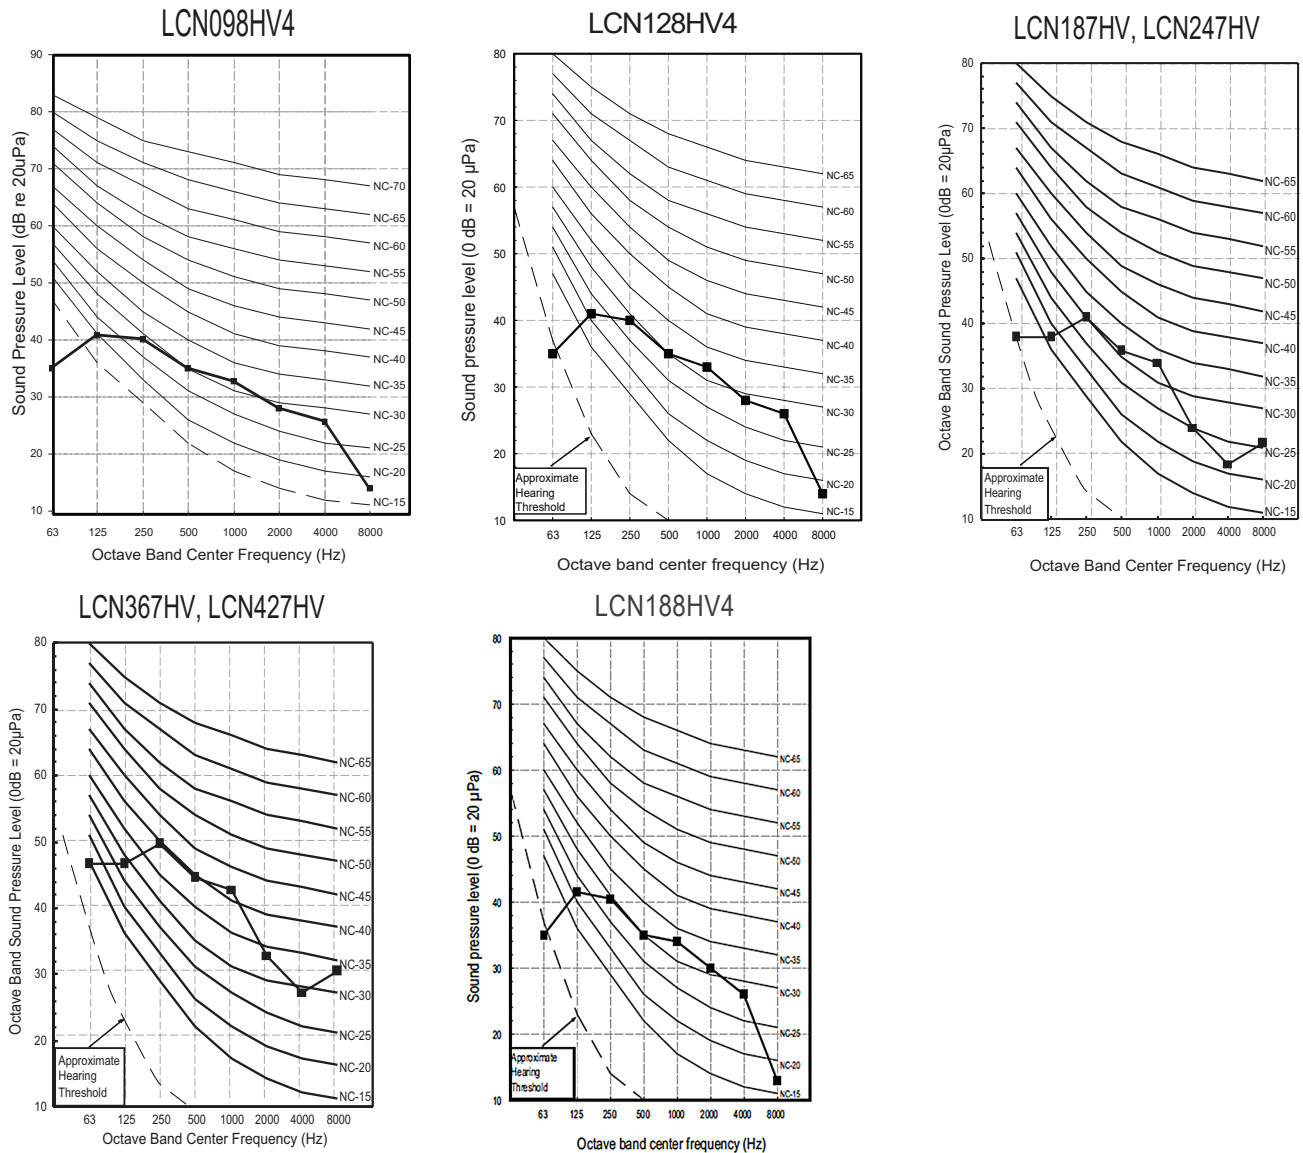 LCN098HV4
90
80
70
60
50
40
30
20
10
Sound Pressure Level (dB re 20uPa)
NC-70
NC-65
NC-60
NC-55
NC-50
NC-45
NC-40
NC-35
NC-30
NC-25
NC-20
NC-15
63 125 250 500 1000 2000 4000 8000
Octave Band Center Frequency (Hz)
LCN128HV4
80
70
60
50
40
30
20
10
Sound pressure level (0 dB = 20 µPa)
NC-65
NC-60
NC-55
NC-50
NC-45
NC-40
NC-35
NC-30
NC-25
NC-20
NC-15
Approximate
Hearing
Threshold
63 125 250 500 1000 2000 4000 8000
Octave band center frequency (Hz)
LCN187HV, LCN247HV
80
70
60
50
40
30
20
10
Octave Band Sound Pressure Level (0dB = 20µPa)
NC-65
NC-60
NC-55
NC-50
NC-45
NC-40
NC-35
NC-30
NC-25
NC-20
NC-15
Approximate
Hearing
Threshold
63 125 250 500 1000 2000 4000 8000
Octave Band Center Frequency (Hz)
LCN367HV, LCN427HV
80
70
60
50
40
30
20
10
Octave Band Sound Pressure Level (0dB = 20µPa)
NC-65
NC-60
NC-55
NC-50
NC-45
NC-40
NC-35
NC-30
NC-25
NC-20
NC-15
Approximate
Hearing
Threshold
63 125 250 500 1000 2000 4000 8000
Octave Band Center Frequency (Hz)
LCN188HV4
80
70
60
50
40
30
20
10
Sound pressure level (0 dB = 20 µPa)
NC-65
NC-60
NC-55
NC-50
NC-45
NC-40
NC-35
NC-30
NC-25
NC-20
NC-15
Approximate
Hearing
Threshold
63 125 250 500 1000 2000 4000 8000
Octave band center frequency (Hz)